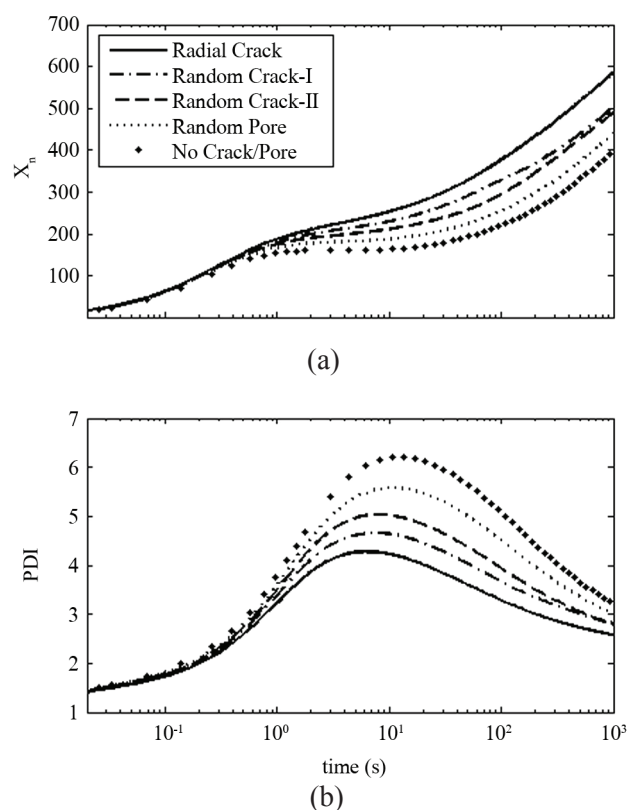 700
600
500
400
300
200
100
X_n
Radial Crack
Random Crack-I
Random Crack-II
Random Pore
No Crack/Pore
(a)
7
6
5
4
3
2
1
PDI
10^-1
10^0
10^1
10^2
10^3
time (s)
(b)